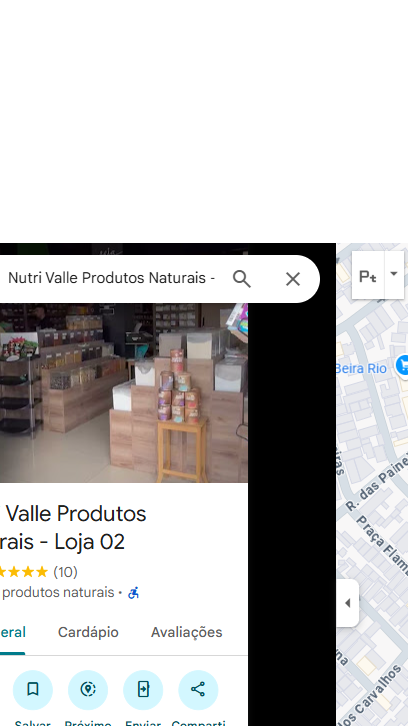 Nutri Valle Produtos Naturais -
Pt
Beira Rio
Valle Produtos
rais - Loja 02
(10)
produtos naturais •
R. das Paine
Praça Flam
eral
Cardápio
Avaliações
os Carvalhos
Salvar
Próximo
Enviar
Comparti